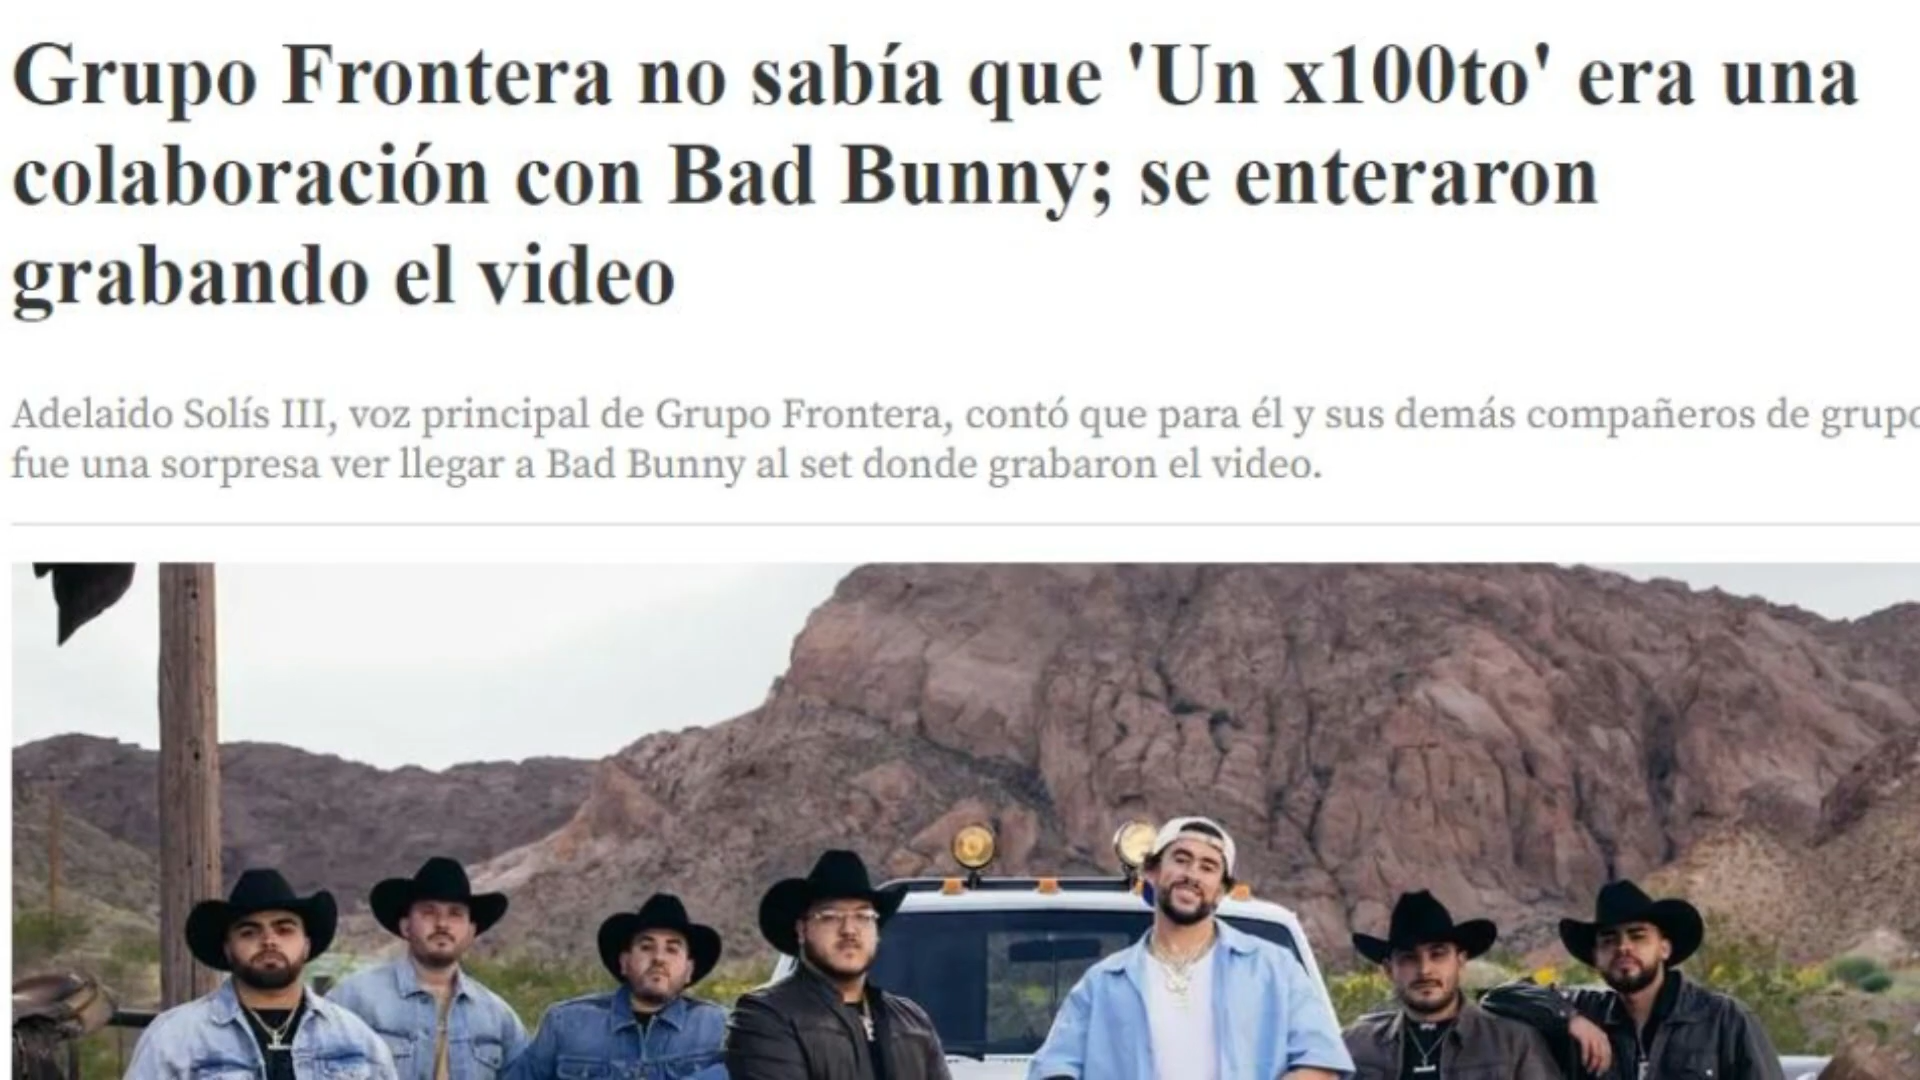 Grupo Frontera no sabía que 'Un x100to' era una
colaboración con Bad Bunny; se enteraron
grabando el video
Adelaido Solís III, voz principal de Grupo Frontera, contó que para él y sus demás compañeros de grupo
fue una sorpresa ver llegar a Bad Bunny al set donde grabaron el video.